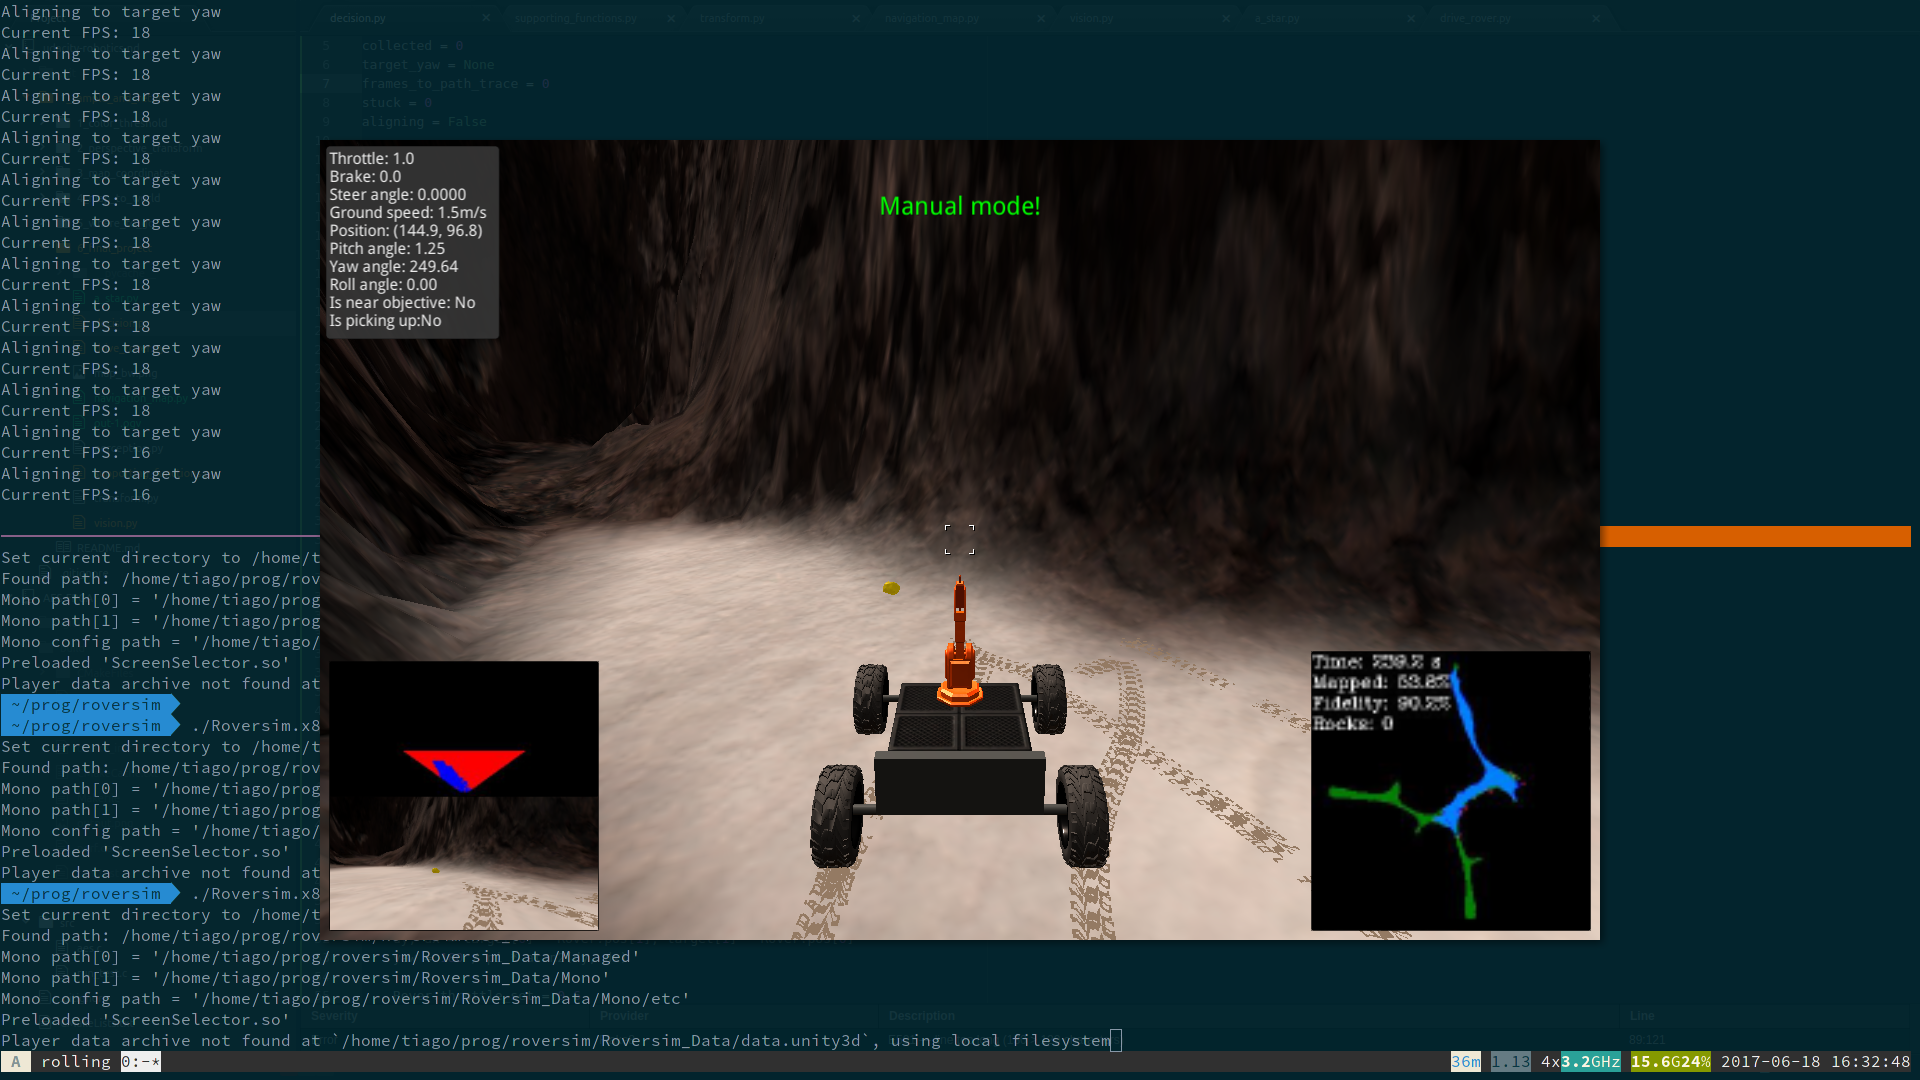 Aligning to target yaw
Current FPS: 18
Aligning to target yaw
Current FPS: 18
Aligning to target yaw
Current FPS: 18
Aligning to target yaw
Current FPS: 18
Aligning to target yaw
Current FPS: 18
Aligning to target yaw
Current FPS: 18
Aligning to target yaw
Current FPS: 18
Aligning to target yaw
Current FPS: 18
Aligning to target yaw
Current FPS: 18
Aligning to target yaw
Current FPS: 18
Aligning to target yaw
Current FPS: 16
Aligning to target yaw
Current FPS: 16
decision.py
supporting_functions.py
transform.py
navigation_map.py
vision.py
a_star.py
drive_rover.py
5 collected = 0
6 target_yaw = None
7 frames_to_path_trace = 0
8 stuck = 0
9 aligning = False
vision.py
Throttle: 1.0
Brake: 0.0
Steer angle: 0.0000
Ground speed: 1.5m/s
Position: (144.9, 96.8)
Pitch angle: 1.25
Yaw angle: 249.64
Roll angle: 0.00
Is near objective: No
Is picking up:No
Manual mode!
Time: 239.2 s
Mapped: 53.8%
Fidelity: 90.2%
Rocks: 0
Set current directory to /home/t
Found path: /home/tiago/prog/rov
Mono path[0] = '/home/tiago/prog
Mono path[1] = '/home/tiago/prog
Mono config path = '/home/tiago/
Preloaded 'ScreenSelector.so'
Player data archive not found at
~/prog/roversim
~/prog/roversim ./Roversim.x8
Set current directory to /home/t
Found path: /home/tiago/prog/rov
Mono path[0] = '/home/tiago/prog
Mono path[1] = '/home/tiago/prog
Mono config path = '/home/tiago/
Preloaded 'ScreenSelector.so'
Player data archive not found at
~/prog/roversim ./Roversim.x8
Set current directory to /home/t
Found path: /home/tiago/prog/rov
Mono path[0] = '/home/tiago/prog/roversim/Roversim_Data/Managed'
Mono path[1] = '/home/tiago/prog/roversim/Roversim_Data/Mono'
Mono config path = '/home/tiago/prog/roversim/Roversim_Data/Mono/etc'
Preloaded 'ScreenSelector.so'
Severity Provider Description Line
Player data archive not found at `/home/tiago/prog/roversim/Roversim_Data/data.unity3d`, using local filesystem
89:121
A rolling 0:-* 36m 1.13 4x3.2GHz 15.6G24% 2017-06-18 16:32:48